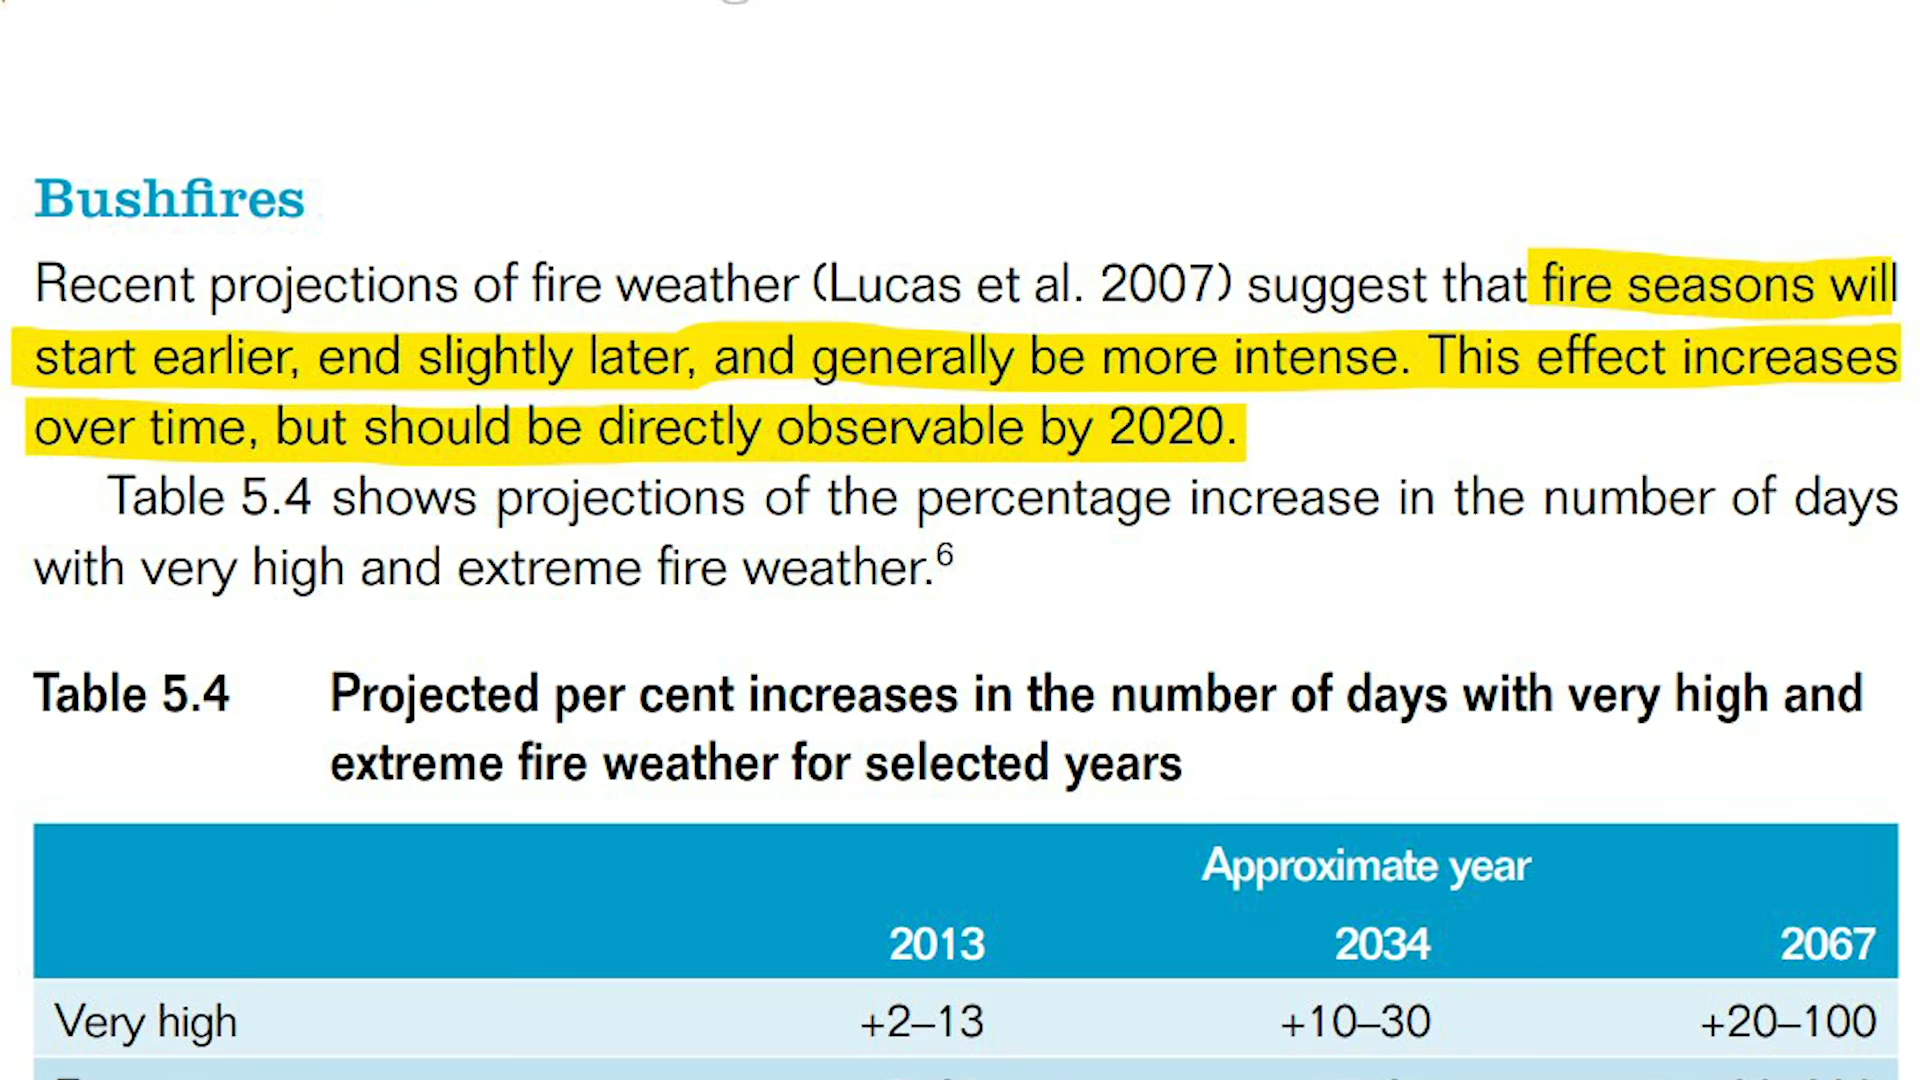 Bushfires
Recent projections of fire weather (Lucas et al. 2007) suggest that fire seasons will
start earlier, end slightly later, and generally be more intense. This effect increases
over time, but should be directly observable by 2020.
Table 5.4 shows projections of the percentage increase in the number of days
with very high and extreme fire weather.⁶
Table 5.4 Projected per cent increases in the number of days with very high and
extreme fire weather for selected years
Approximate year
2013 2034 2067
Very high +2–13 +10–30 +20–100